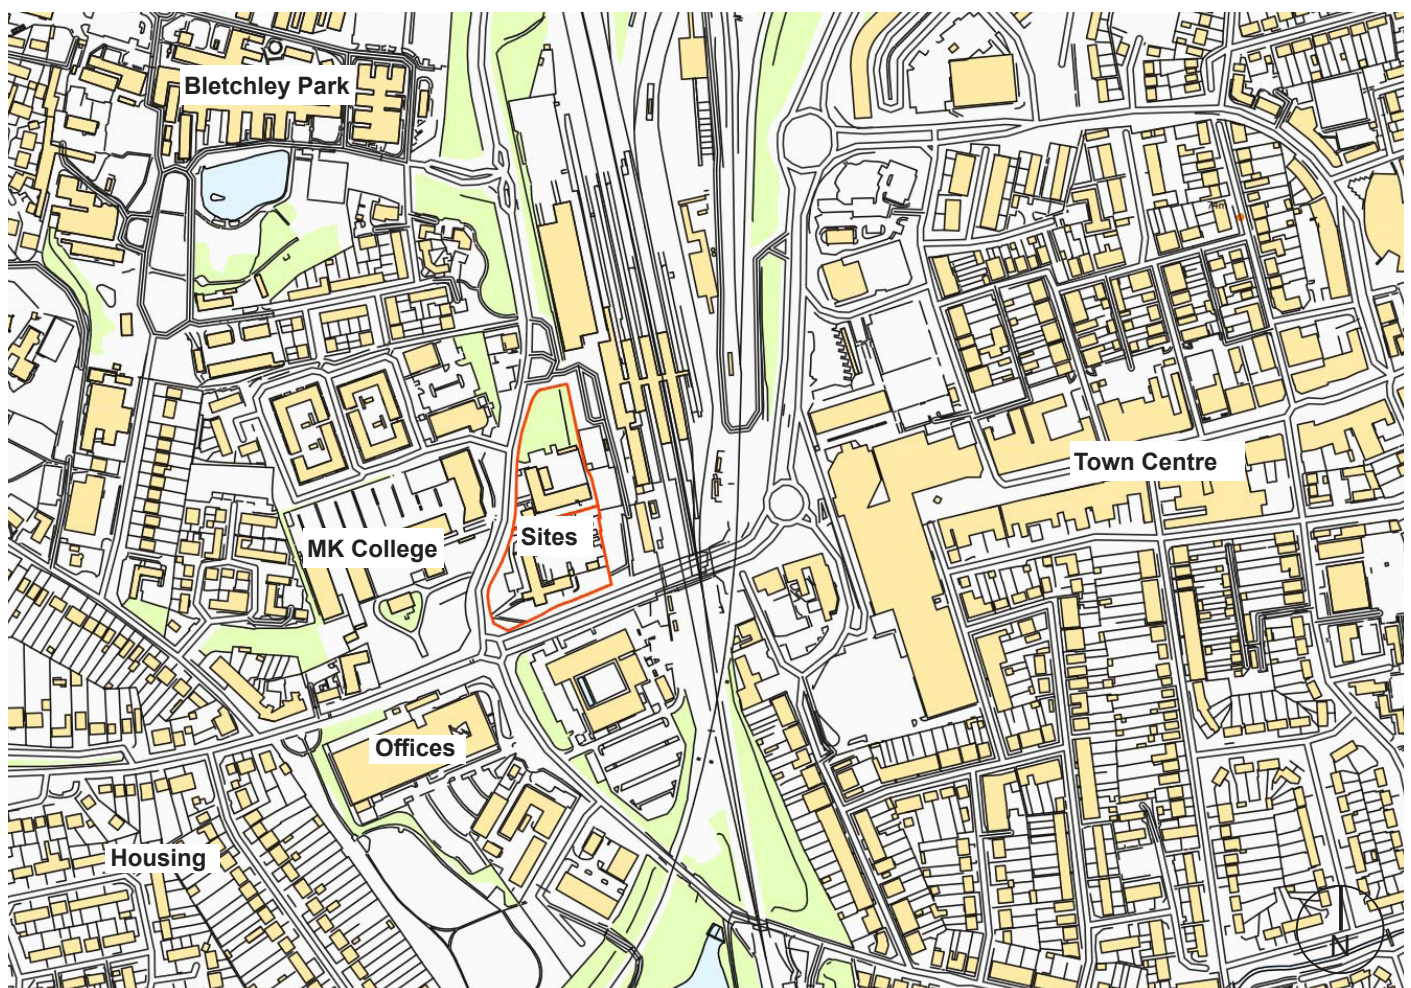 Bletchley Park
Town Centre
Sites
MK College
Offices
Housing
N